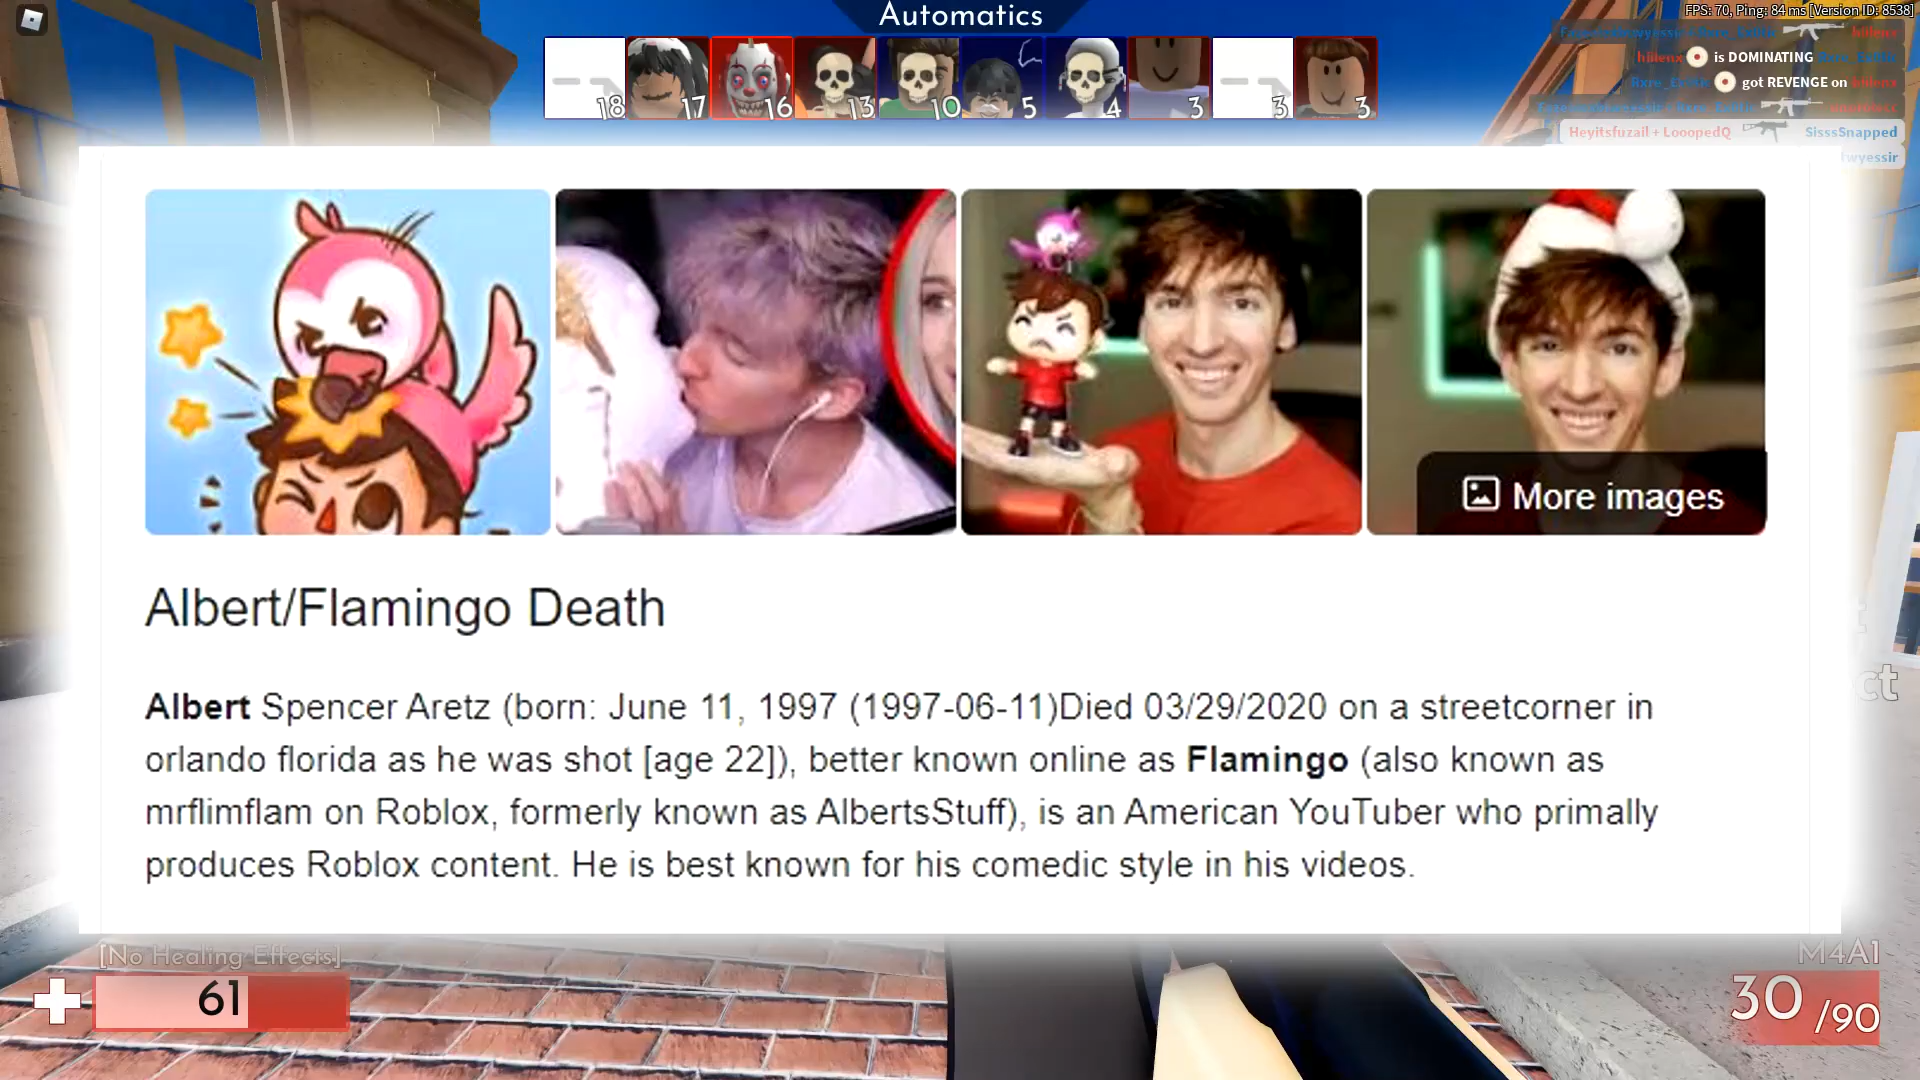 Automatics
FPS: 70, Ping: 84 ms [Version ID: 8538]
18 17 16 13 10 5 4 3 3 3
hiilenx is DOMINATING
got REVENGE on hiilenx
Heyitsfuzail + LooopedQ SisssSnapped
fwyessir
More images
Albert/Flamingo Death
Albert Spencer Aretz (born: June 11, 1997 (1997-06-11)Died 03/29/2020 on a streetcorner in
orlando florida as he was shot [age 22]), better known online as Flamingo (also known as
mrflimflam on Roblox, formerly known as AlbertsStuff), is an American YouTuber who primally
produces Roblox content. He is best known for his comedic style in his videos.
ct
[No Healing Effects]
61
M4A1
30 /90